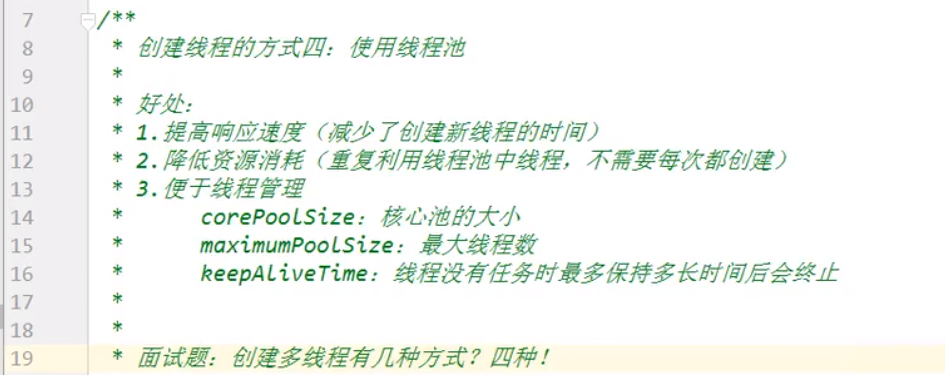 7 /**
8 * 创建线程的方式四：使用线程池
9 *
10 * 好处：
11 * 1.提高响应速度（减少了创建新线程的时间）
12 * 2.降低资源消耗（重复利用线程池中线程，不需要每次都创建）
13 * 3.便于线程管理
14 * corePoolSize：核心池的大小
15 * maximumPoolSize：最大线程数
16 * keepAliveTime：线程没有任务时最多保持多长时间后会终止
17 *
18 *
19 * 面试题：创建多线程有几种方式？四种！